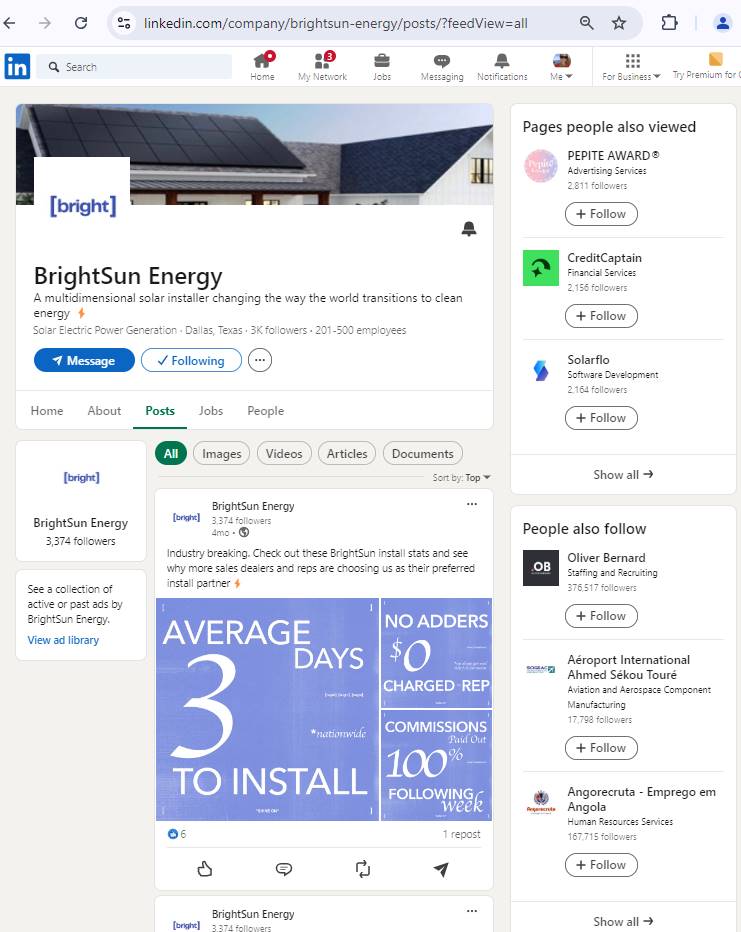 linkedin.com/company/brightsun-energy/posts/?feedView=all
in
Search
3
Home
My Network
Jobs
Messaging
Notifications
Me
For Business
Try Premium for
[bright]
BrightSun Energy
A multidimensional solar installer changing the way the world transitions to clean
energy ⚡
Solar Electric Power Generation · Dallas, Texas · 3K followers · 201-500 employees
Message
Following
Home
About
Posts
Jobs
People
[bright]
BrightSun Energy
3,374 followers
See a collection of
active or past ads by
BrightSun Energy.
View ad library
All
Images
Videos
Articles
Documents
Sort by: Top
[bright]
BrightSun Energy
3,374 followers
4mo •
Industry breaking. Check out these BrightSun install stats and see
why more sales dealers and reps are choosing us as their preferred
install partner ⚡
AVERAGE
DAYS
3
*nationwide
TO INSTALL
NO ADDERS
$0
CHARGED REP
COMMISSIONS
Paid Out
100%
FOLLOWING
week
6
1 repost
[bright]
BrightSun Energy
3,374 followers
Pages people also viewed
PEPITE AWARD®
Advertising Services
2,811 followers
+ Follow
CreditCaptain
Financial Services
2,156 followers
+ Follow
Solarflo
Software Development
2,164 followers
+ Follow
Show all →
People also follow
.OB
Oliver Bernard
Staffing and Recruiting
376,517 followers
+ Follow
Aéroport International
Ahmed Sékou Touré
Aviation and Aerospace Component
Manufacturing
17,798 followers
+ Follow
Angorecruta
Angorecruta - Emprego em
Angola
Human Resources Services
167,715 followers
+ Follow
Show all →